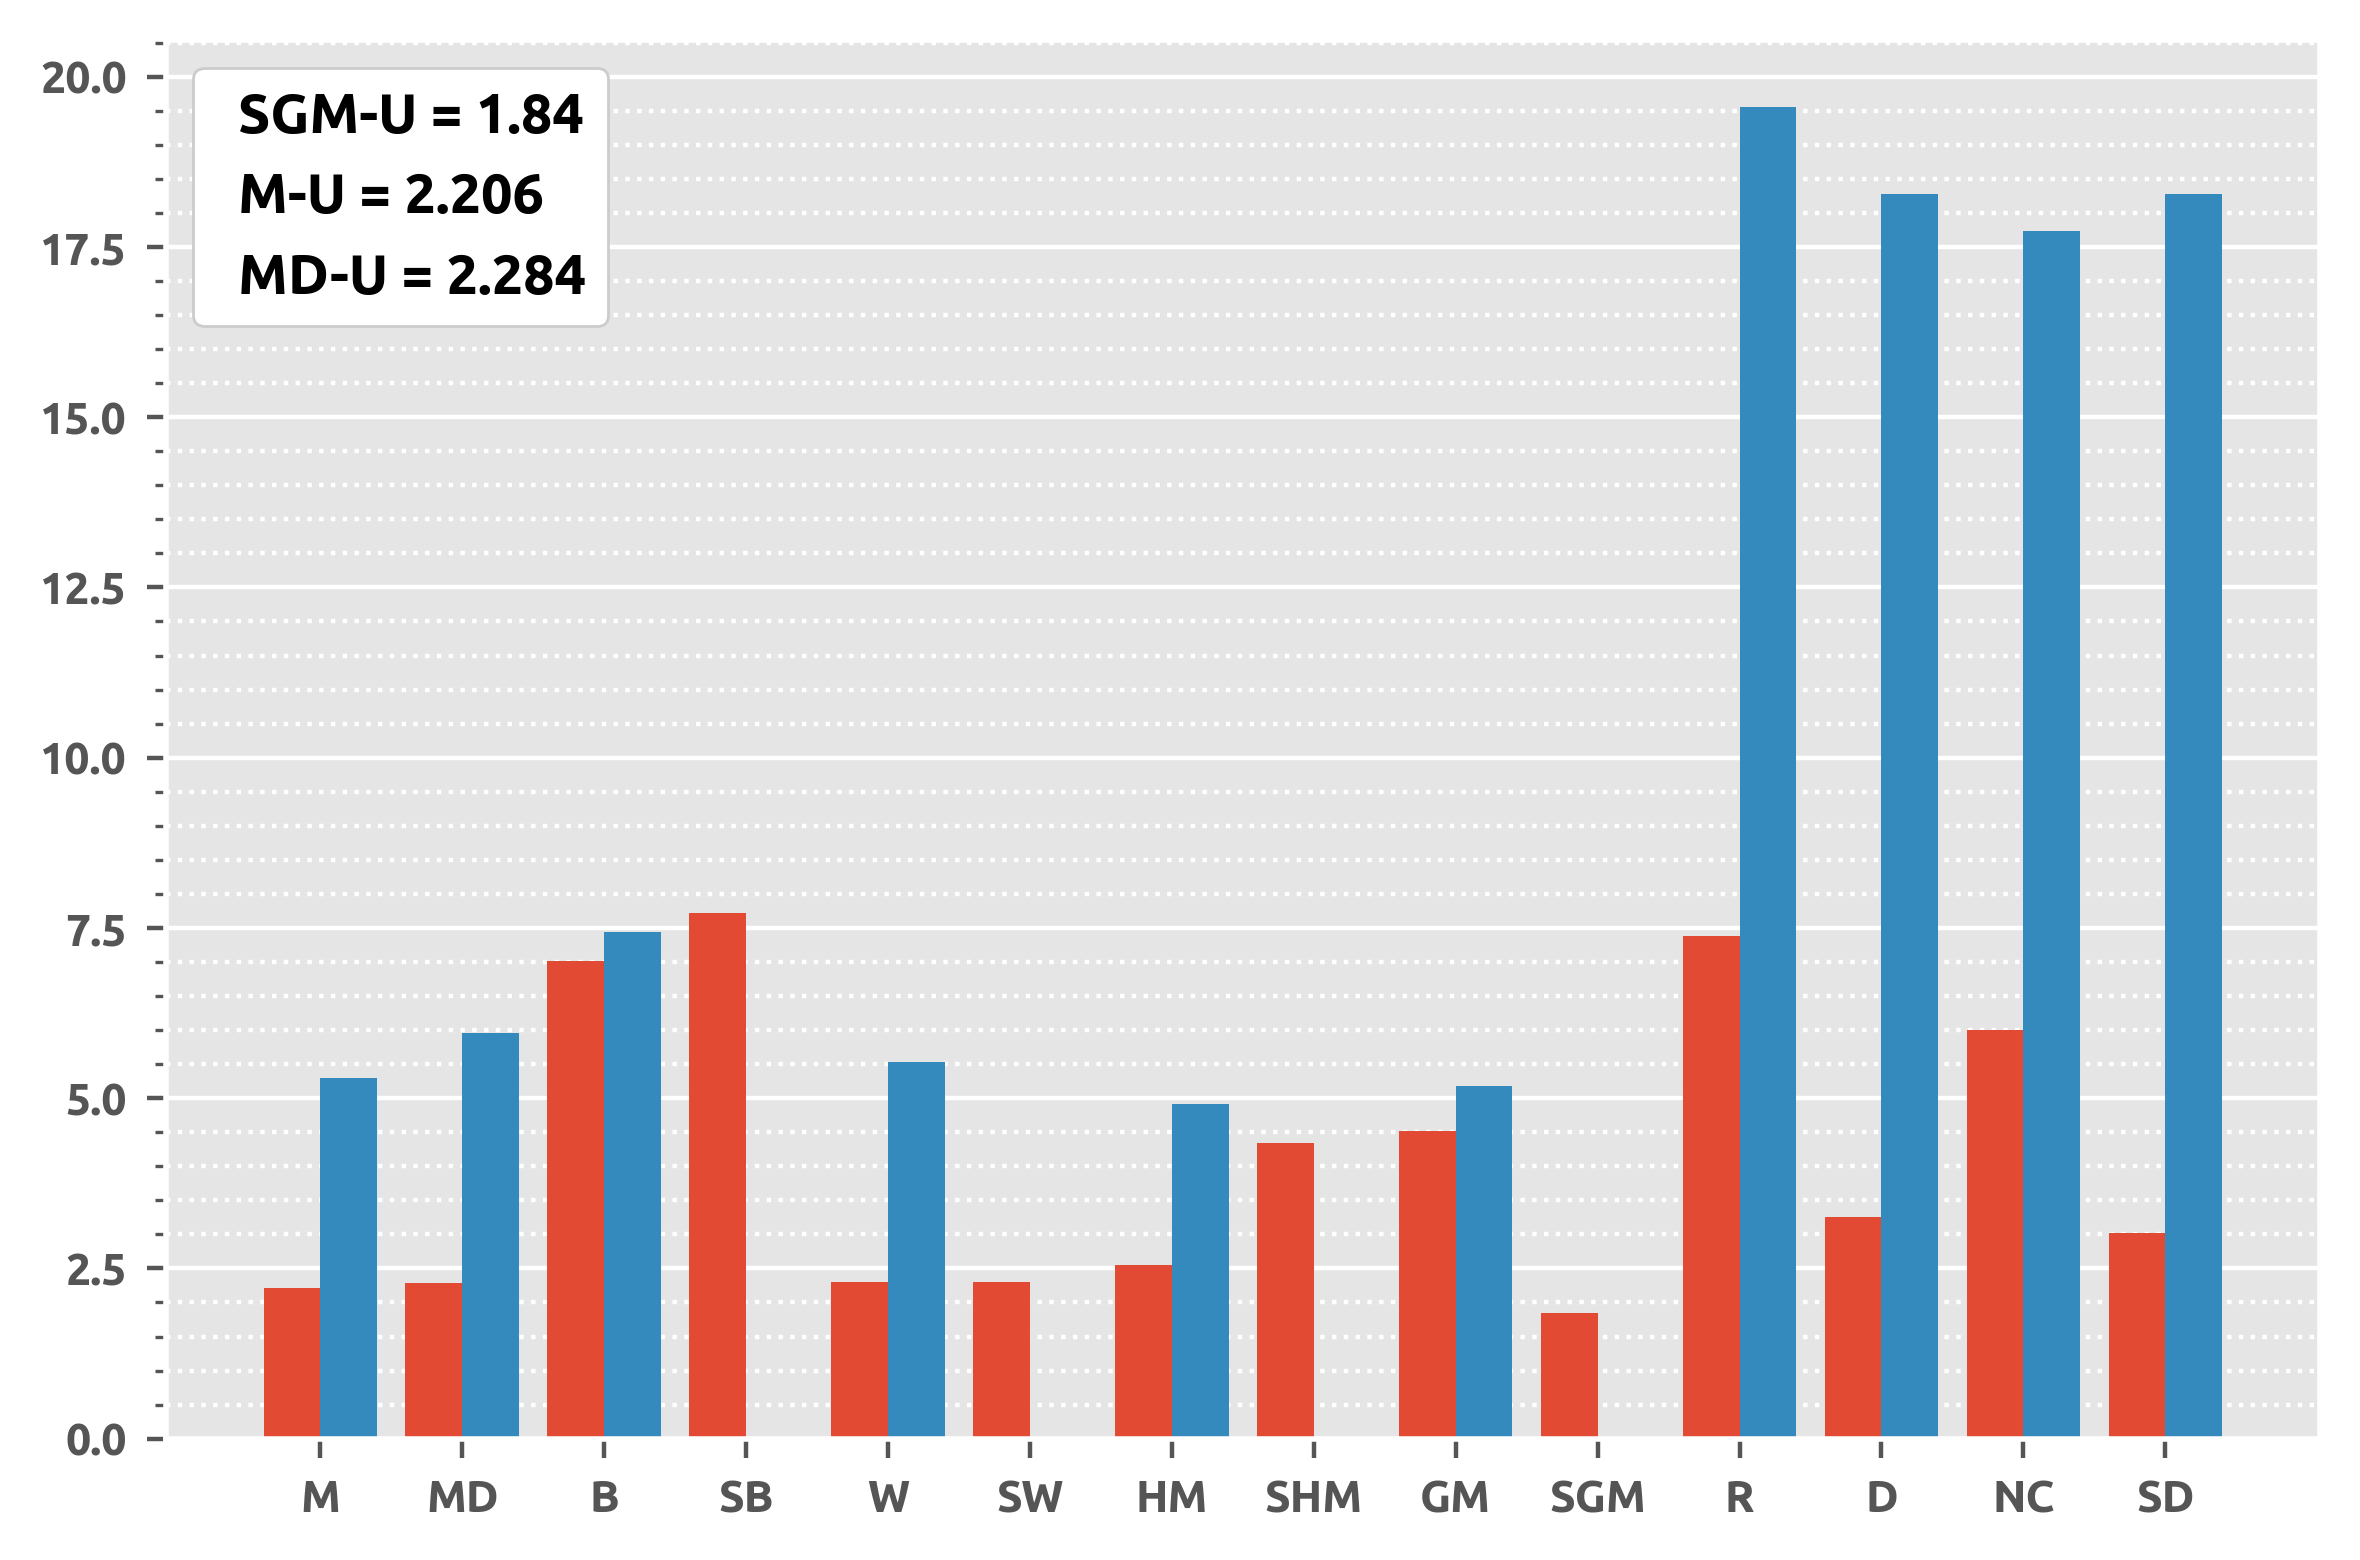 20.0
17.5
15.0
12.5
10.0
7.5
5.0
2.5
0.0
SGM-U = 1.84
M-U = 2.206
MD-U = 2.284
M MD B SB W SW HM SHM GM SGM R D NC SD